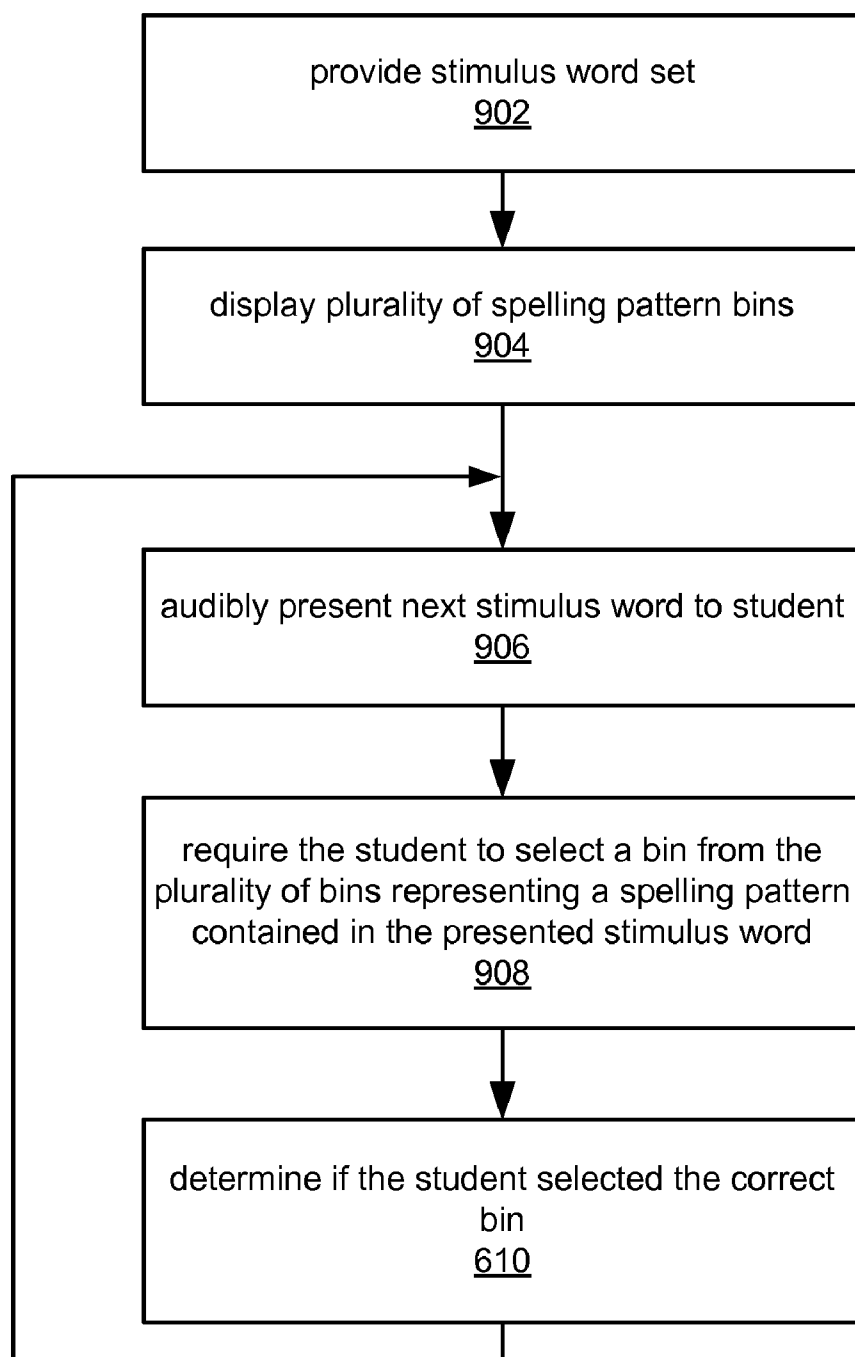 provide stimulus word set
902
display plurality of spelling pattern bins
904
audibly present next stimulus word to student
906
require the student to select a bin from the
plurality of bins representing a spelling pattern
contained in the presented stimulus word
908
determine if the student selected the correct
bin
610